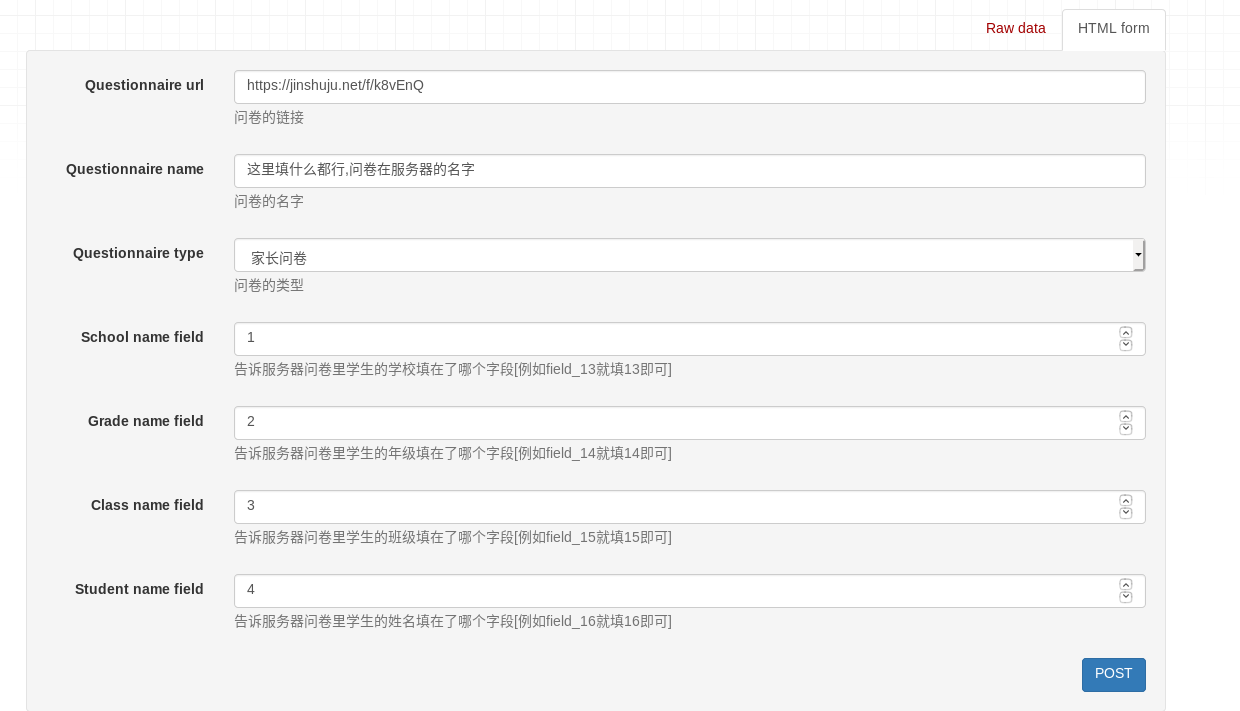 Raw data HTML form
Questionnaire url https://jinshuju.net/f/k8vEnQ
问卷的链接
Questionnaire name 这里填什么都行,问卷在服务器的名字
问卷的名字
Questionnaire type 家长问卷
问卷的类型
School name field 1
告诉服务器问卷里学生的学校填在了哪个字段[例如field_13就填13即可]
Grade name field 2
告诉服务器问卷里学生的年级填在了哪个字段[例如field_14就填14即可]
Class name field 3
告诉服务器问卷里学生的班级填在了哪个字段[例如field_15就填15即可]
Student name field 4
告诉服务器问卷里学生的姓名填在了哪个字段[例如field_16就填16即可]
POST